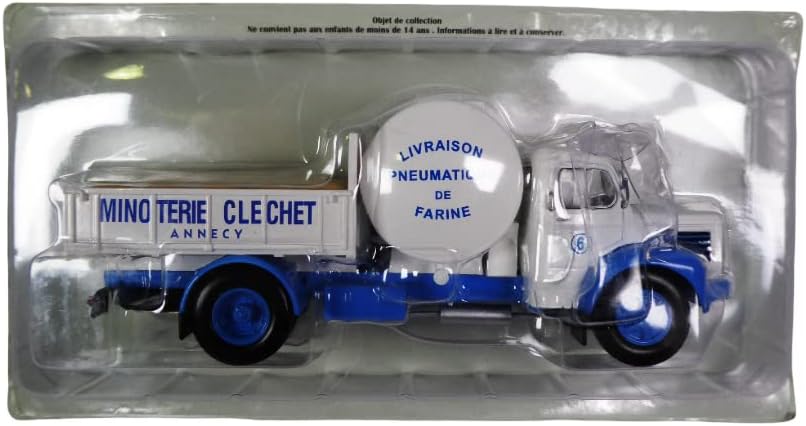 Objet de collection
Ne convient pas aux enfants de moins de 14 ans . Informations à lire et à conserver.
LIVRAISON
PNEUMATIQ
DE
FARINE
MINOTERIE CLECHET
ANNECY
6